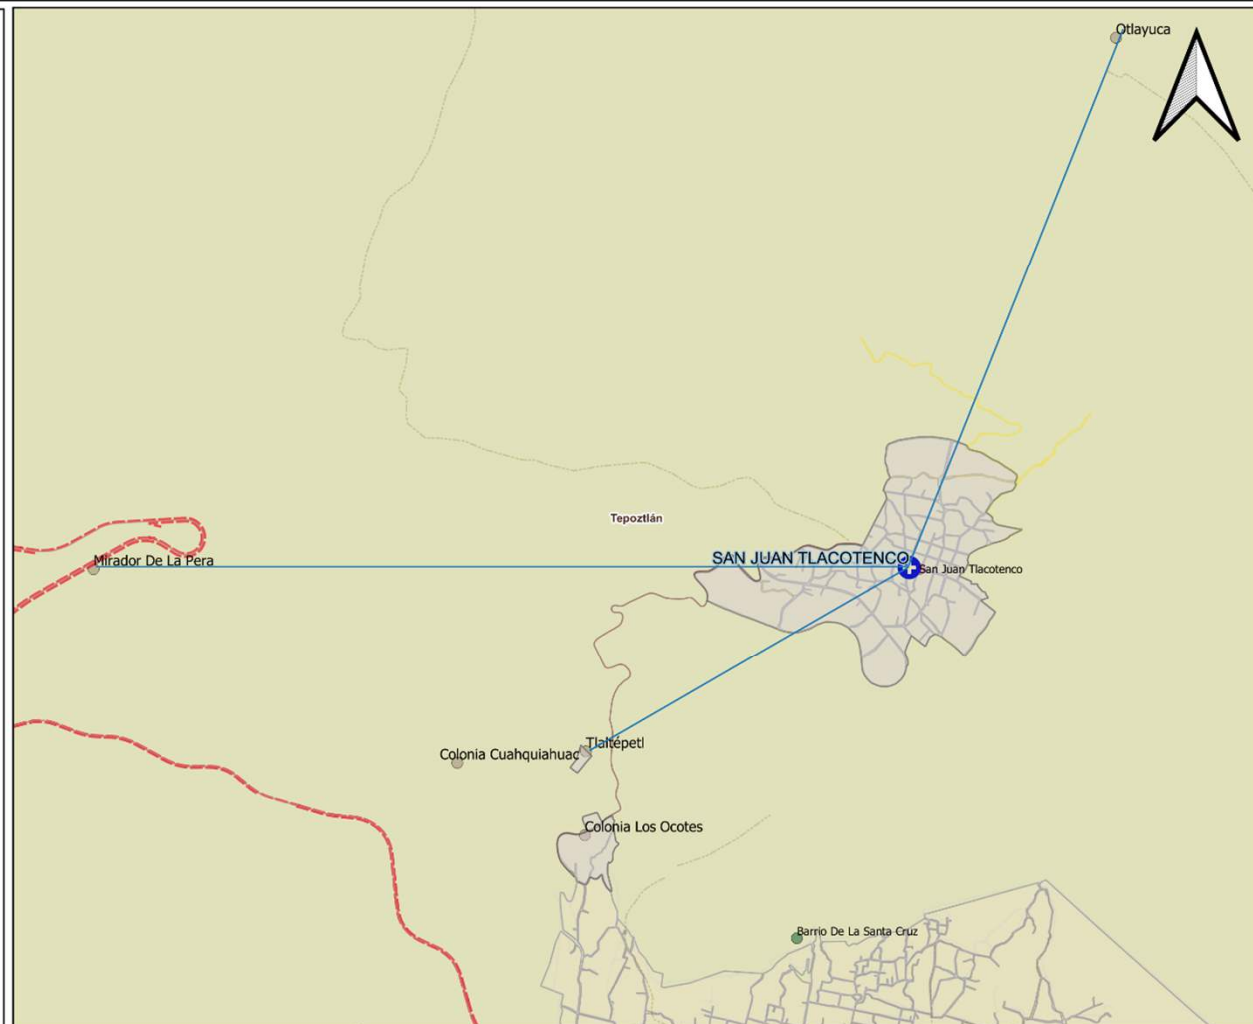 Otlayuca
Tepoztlán
Mirador De La Pera
SAN JUAN TLACOTENCO
San Juan Tlacotenco
Tlaltépetl
Colonia Cuahquiahuac
Colonia Los Ocotes
Barrio De La Santa Cruz